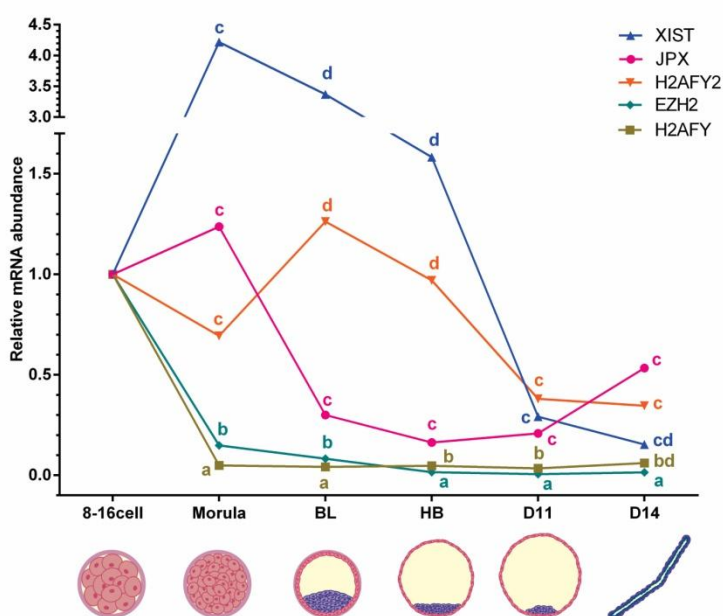 4.5
4.0
3.5
3.0
1.5
1.0
0.5
0.0
Relative mRNA abundance
XIST
JPX
H2AFY2
EZH2
H2AFY
c
d
d
c
d
c
d
c
c
c
c
c
c
c
c
cd
b
b
b
b
bd
a
a
a
a
a
8-16cell
Morula
BL
HB
D11
D14